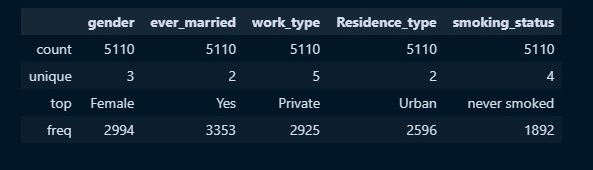 gender ever_married work_type Residence_type smoking_status
count 5110 5110 5110 5110 5110
unique 3 2 5 2 4
top Female Yes Private Urban never smoked
freq 2994 3353 2925 2596 1892